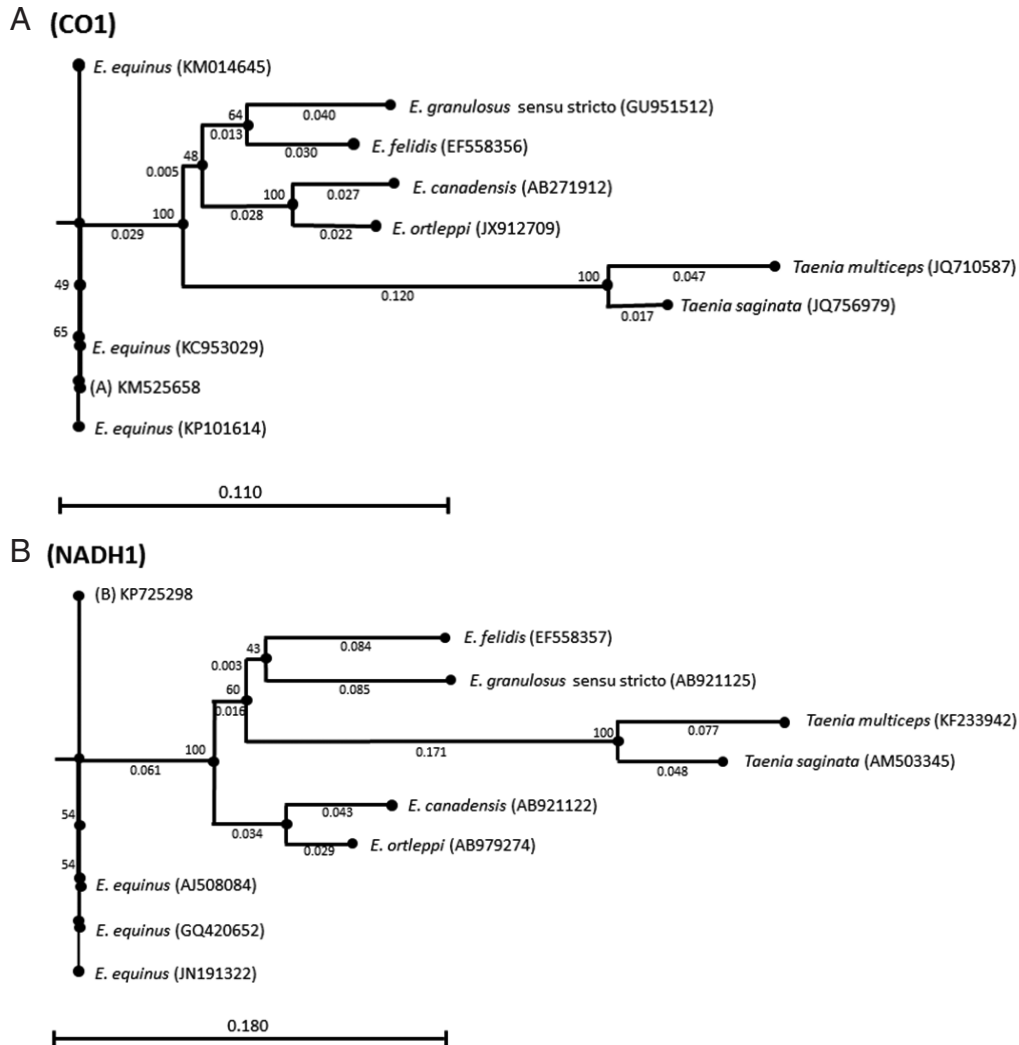 A (CO1)
E. equinus (KM014645)
64
0.040
E. granulosus sensu stricto (GU951512)
0.013
48
0.030
E. felidis (EF558356)
0.005
100
0.027
E. canadensis (AB271912)
100
0.028
0.022
E. ortleppi (JX912709)
0.029
100
0.047
Taenia multiceps (JQ710587)
49
0.120
0.017
Taenia saginata (JQ756979)
65
E. equinus (KC953029)
(A) KM525658
E. equinus (KP101614)
0.110
B (NADH1)
(B) KP725298
43
0.084
E. felidis (EF558357)
0.003
60
0.085
E. granulosus sensu stricto (AB921125)
0.016
100
0.077
Taenia multiceps (KF233942)
100
0.171
0.061
0.048
Taenia saginata (AM503345)
54
0.043
E. canadensis (AB921122)
0.034
0.029
E. ortleppi (AB979274)
54
E. equinus (AJ508084)
E. equinus (GQ420652)
E. equinus (JN191322)
0.180